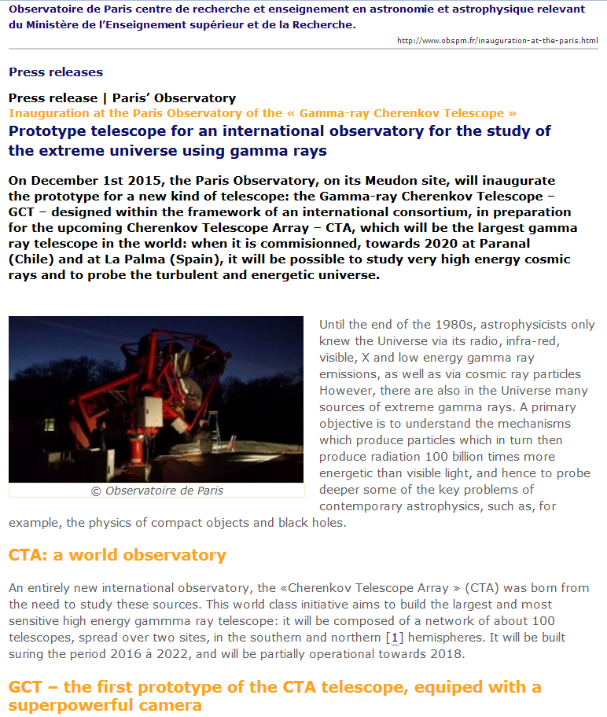 Observatoire de Paris centre de recherche et enseignement en astronomie et astrophysique relevant
du Ministère de l'Enseignement supérieur et de la Recherche.
http://www.obspm.fr/inauguration-at-the-paris.html
Press releases
Press release | Paris' Observatory
Inauguration at the Paris Observatory of the « Gamma-ray Cherenkov Telescope »
Prototype telescope for an international observatory for the study of
the extreme universe using gamma rays
On December 1st 2015, the Paris Observatory, on its Meudon site, will inaugurate
the prototype for a new kind of telescope: the Gamma-ray Cherenkov Telescope –
GCT – designed within the framework of an international consortium, in preparation
for the upcoming Cherenkov Telescope Array – CTA, which will be the largest gamma
ray telescope in the world: when it is commisionned, towards 2020 at Paranal
(Chile) and at La Palma (Spain), it will be possible to study very high energy cosmic
rays and to probe the turbulent and energetic universe.
Until the end of the 1980s, astrophysicists only
knew the Universe via its radio, infra-red,
visible, X and low energy gamma ray
emissions, as well as via cosmic ray particles
However, there are also in the Universe many
sources of extreme gamma rays. A primary
objective is to understand the mechanisms
which produce particles which in turn then
produce radiation 100 billion times more
energetic than visible light, and hence to probe
deeper some of the key problems of
contemporary astrophysics, such as, for
example, the physics of compact objects and black holes.
© Observatoire de Paris
CTA: a world observatory
An entirely new international observatory, the «Cherenkov Telescope Array » (CTA) was born from
the need to study these sources. This world class initiative aims to build the largest and most
sensitive high energy gammma ray telescope: it will be composed of a network of about 100
telescopes, spread over two sites, in the southern and northern [1] hemispheres. It will be built
suring the period 2016 à 2022, and will be partially operational towards 2018.
GCT – the first prototype of the CTA telescope, equiped with a
superpowerful camera